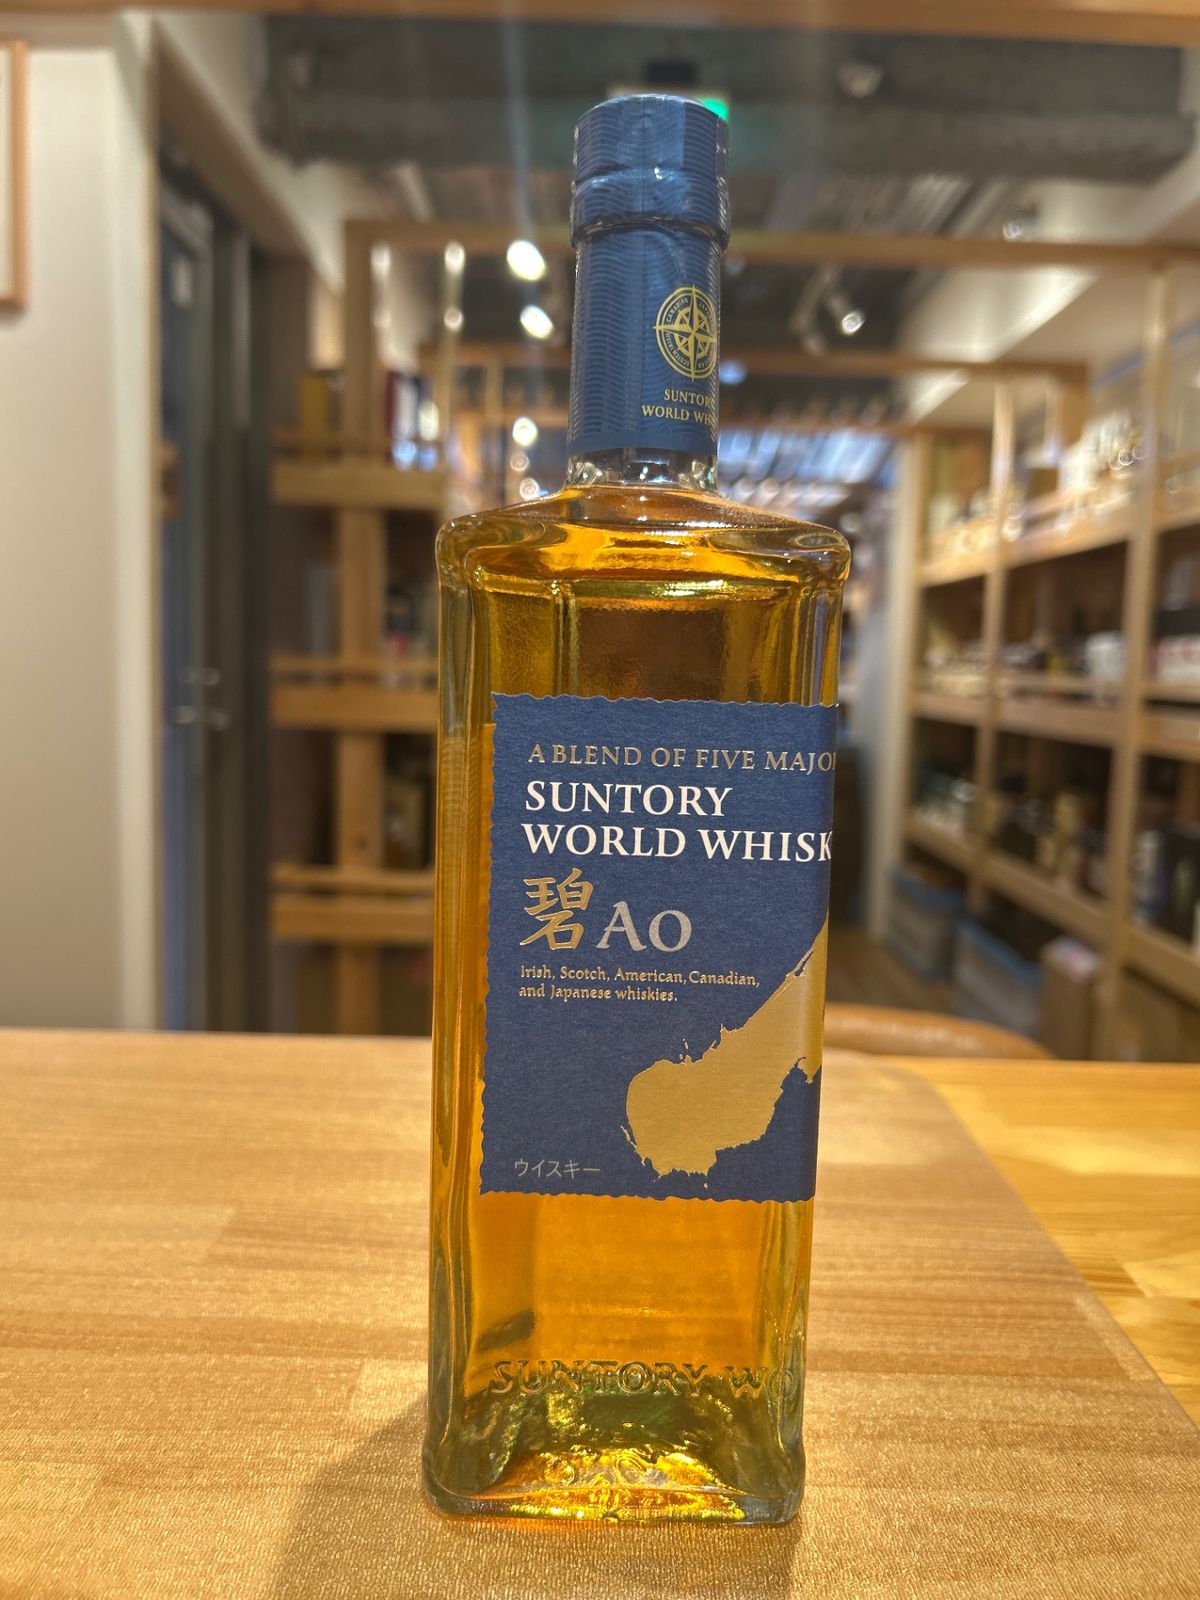 SUNTORY
WORLD WH
A BLEND OF FIVE MAJO
SUNTORY
WORLD WHISK
碧 AO
Irish, Scotch, American, Canadian,
and Japanese whiskies.
ウイスキー
SUNTORY WO